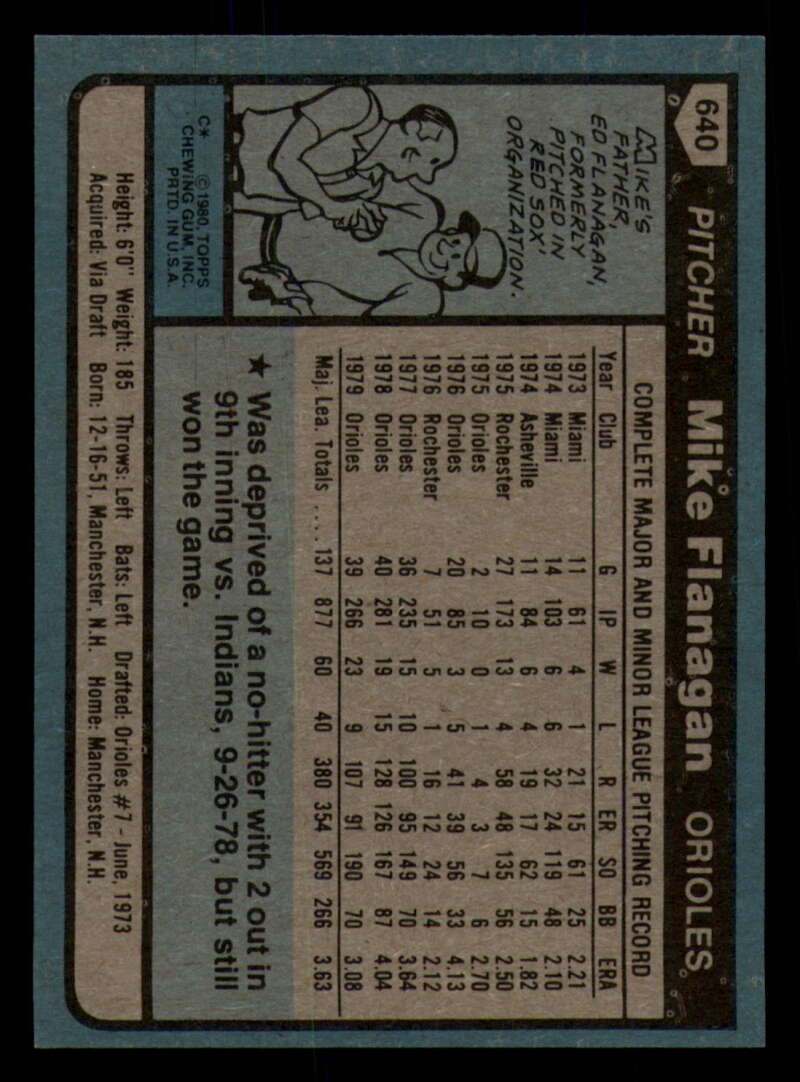 640 PITCHER Mike Flanagan ORIOLES
MIKE'S
FATHER,
ED FLANAGAN,
FORMERLY
PITCHED IN
RED SOX'
ORGANIZATION.
C* ©1980 TOPPS
CHEWING GUM, INC.
PRTD. IN U.S.A.
COMPLETE MAJOR AND MINOR LEAGUE PITCHING RECORD
Year Club G IP W L R ER SO BB ERA
1973 Miami 11 61 4 1 21 15 61 25 2.21
1974 Miami 14 103 6 6 32 24 119 48 2.10
1974 Asheville 11 84 6 4 19 17 62 15 1.82
1975 Rochester 27 173 13 4 58 48 135 56 2.50
1975 Orioles 2 10 0 1 4 3 7 6 2.70
1976 Orioles 20 85 3 5 41 39 56 33 4.13
1976 Rochester 7 51 5 1 16 12 24 14 2.12
1977 Orioles 36 235 15 10 100 95 149 70 3.64
1978 Orioles 40 281 19 15 128 126 167 87 4.04
1979 Orioles 39 266 23 9 107 91 190 70 3.08
Maj. Lea. Totals .... 137 877 60 40 380 354 569 266 3.63
★ Was deprived of a no-hitter with 2 out in
9th inning vs. Indians, 9-26-78, but still
won the game.
Height: 6'0" Weight: 185 Throws: Left Bats: Left Drafted: Orioles #7 - June, 1973
Acquired: Via Draft Born: 12-16-51, Manchester, N.H. Home: Manchester, N.H.